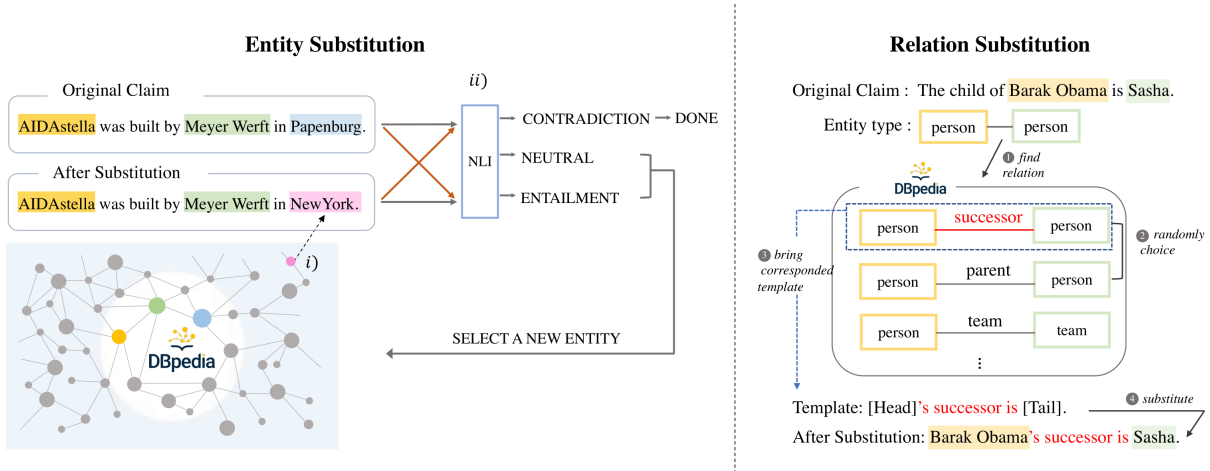 Entity Substitution
Original Claim
AIDAstella was built by Meyer Werft in Papenburg.
After Substitution
AIDAstella was built by Meyer Werft in NewYork.
i)
DBpedia
ii)
NLI
CONTRADICTION
DONE
NEUTRAL
ENTAILMENT
SELECT A NEW ENTITY
Relation Substitution
Original Claim : The child of Barak Obama is Sasha.
Entity type : person person
1 find
relation
DBpedia
person successor person
2 randomly
choice
3 bring
corresponded
template
person parent person
person team team
⋮
Template: [Head]'s successor is [Tail].
4 substitute
After Substitution: Barak Obama's successor is Sasha.